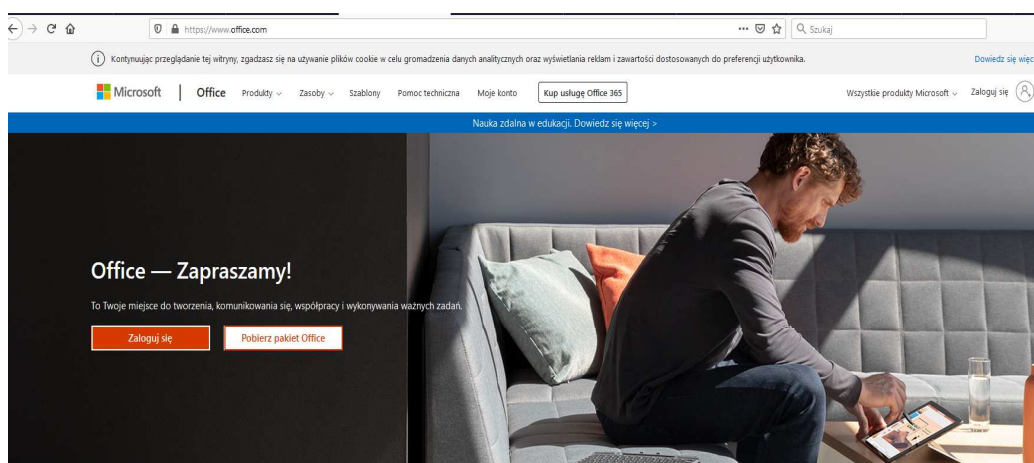 https://www.office.com
Szukaj
Kontynuując przeglądanie tej witryny, zgadzasz się na używanie plików cookie w celu gromadzenia danych analitycznych oraz wyświetlania reklam i zawartości dostosowanych do preferencji użytkownika.
Dowiedz się więc
Microsoft | Office Produkty Zasoby Szablony Pomoc techniczna Moje konto Kup usługę Office 365 Wszystkie produkty Microsoft Zaloguj się
Nauka zdalna w edukacji. Dowiedz się więcej >
Office — Zapraszamy!
To Twoje miejsce do tworzenia, komunikowania się, współpracy i wykonywania ważnych zadań.
Zaloguj się
Pobierz pakiet Office